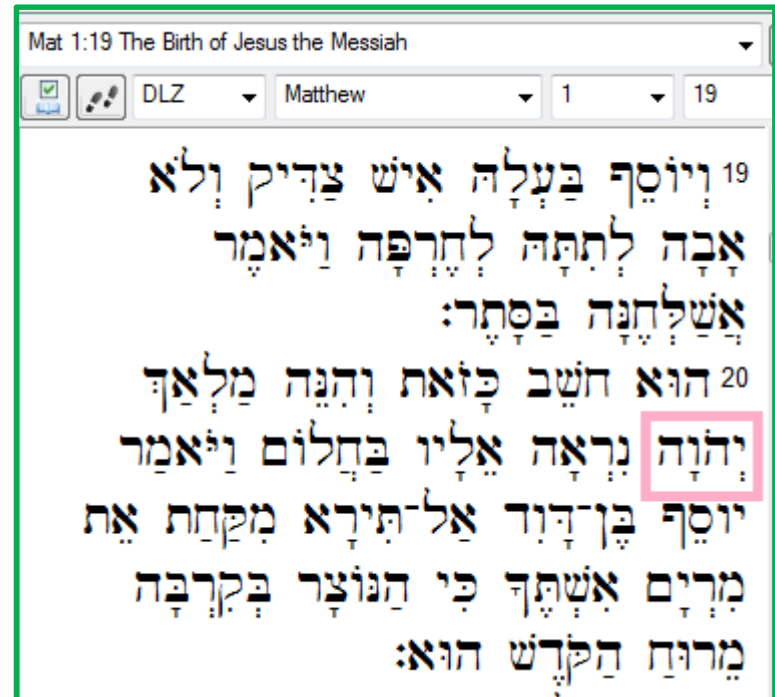 Mat 1:19 The Birth of Jesus the Messiah
DLZ Matthew 1 19
19 וְיוֹסֵף בַּעְלָהּ אִישׁ צַדִּיק וְלֹא
אָבָה לְתִתָּהּ לְחֶרְפָּה וַיֹּאמֶר
אֲשַׁלְּחֶנָּה בַּסָּתֶר׃
20 הוּא חשֵׁב כָּזֹאת וְהִנֵּה מַלְאַךְ
יְהֹוָה נִרְאָה אֵלָיו בַּחֲלוֹם וַיֹּאמַר
יוֹסֵף בֶּן־דָּוִד אַל־תִּירָא מִקַּחַת אֵת
מִרְיָם אִשְׁתֶּךָ כִּי הַנּוֹצָר בְּקִרְבָּה
מֵרוּחַ הַקֹּדֶשׁ הוּא׃